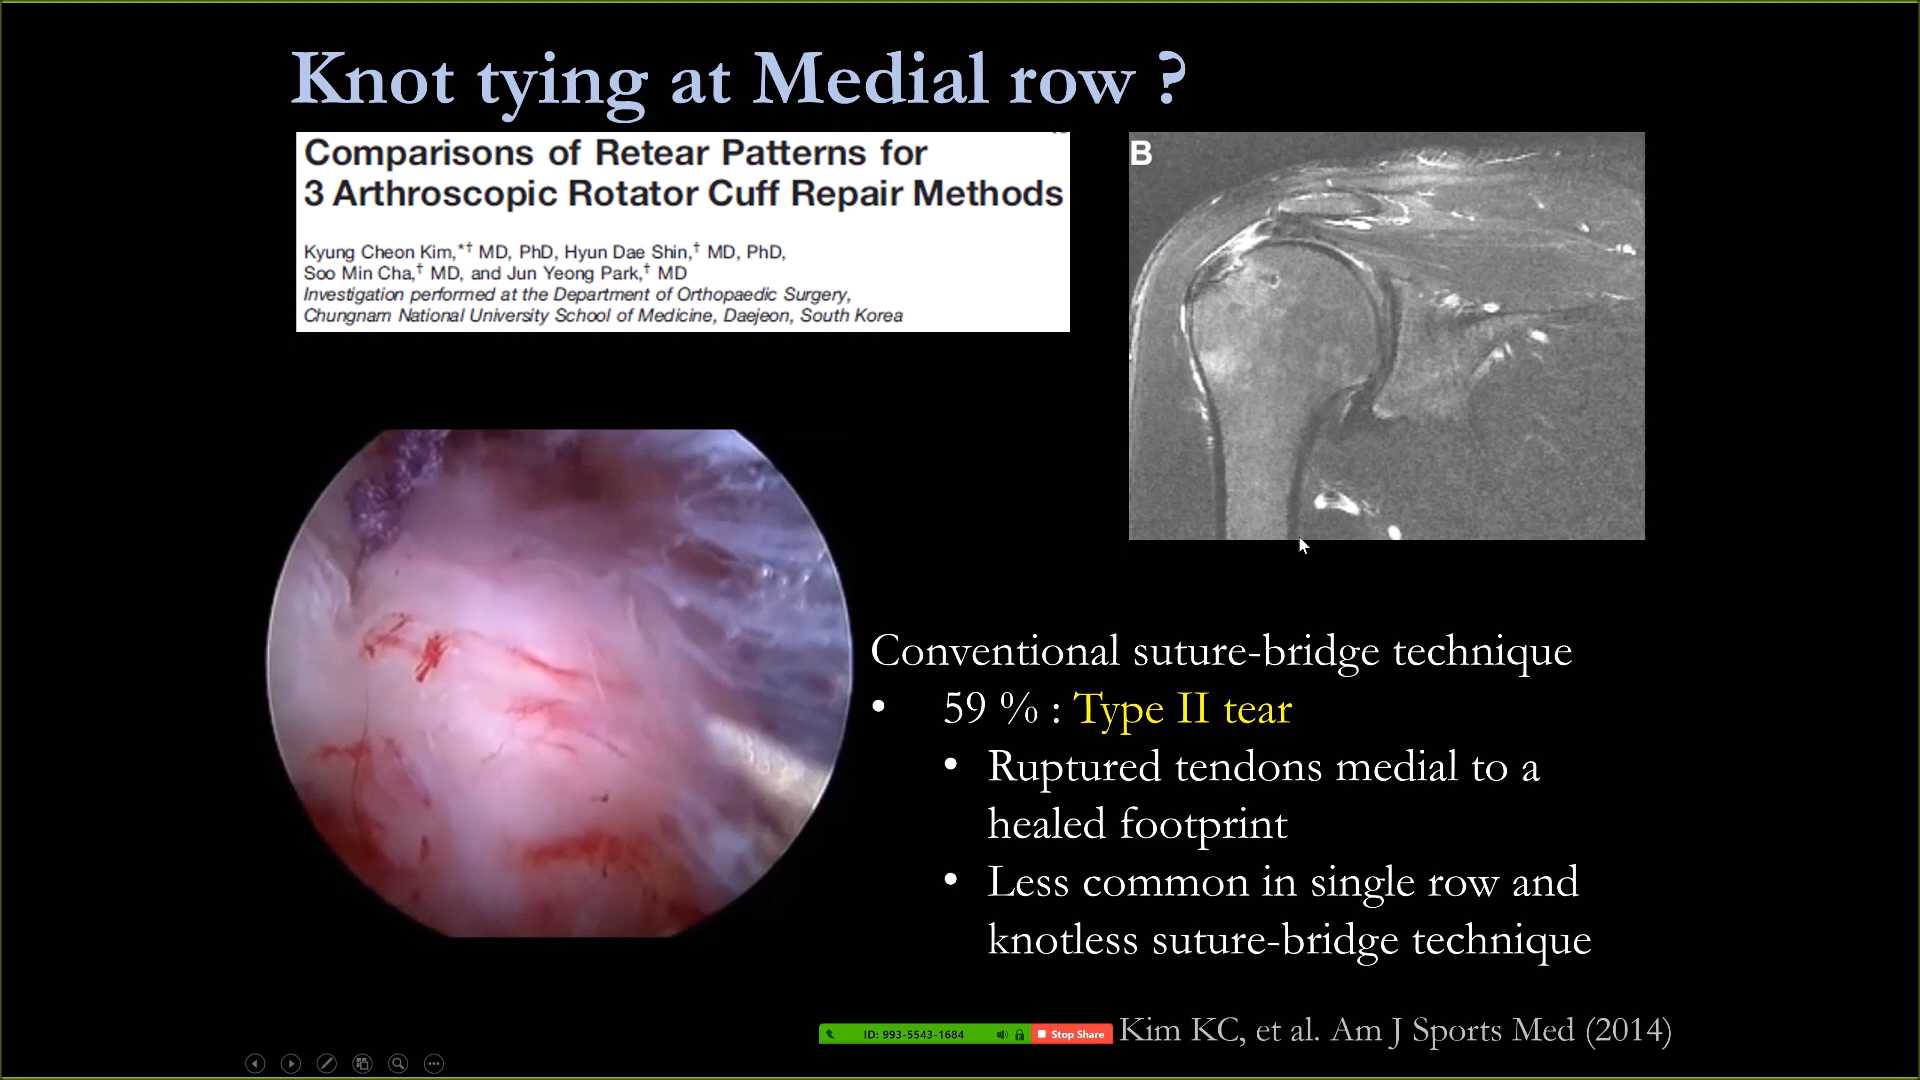 Knot tying at Medial row ?
Comparisons of Retear Patterns for
3 Arthroscopic Rotator Cuff Repair Methods
Kyung Cheon Kim,*† MD, PhD, Hyun Dae Shin,† MD, PhD,
Soo Min Cha,† MD, and Jun Yeong Park,† MD
Investigation performed at the Department of Orthopaedic Surgery,
Chungnam National University School of Medicine, Daejeon, South Korea
B
Conventional suture-bridge technique
• 59 % : Type II tear
• Ruptured tendons medial to a
healed footprint
• Less common in single row and
knotless suture-bridge technique
ID: 993-5543-1684 Stop Share
Kim KC, et al. Am J Sports Med (2014)